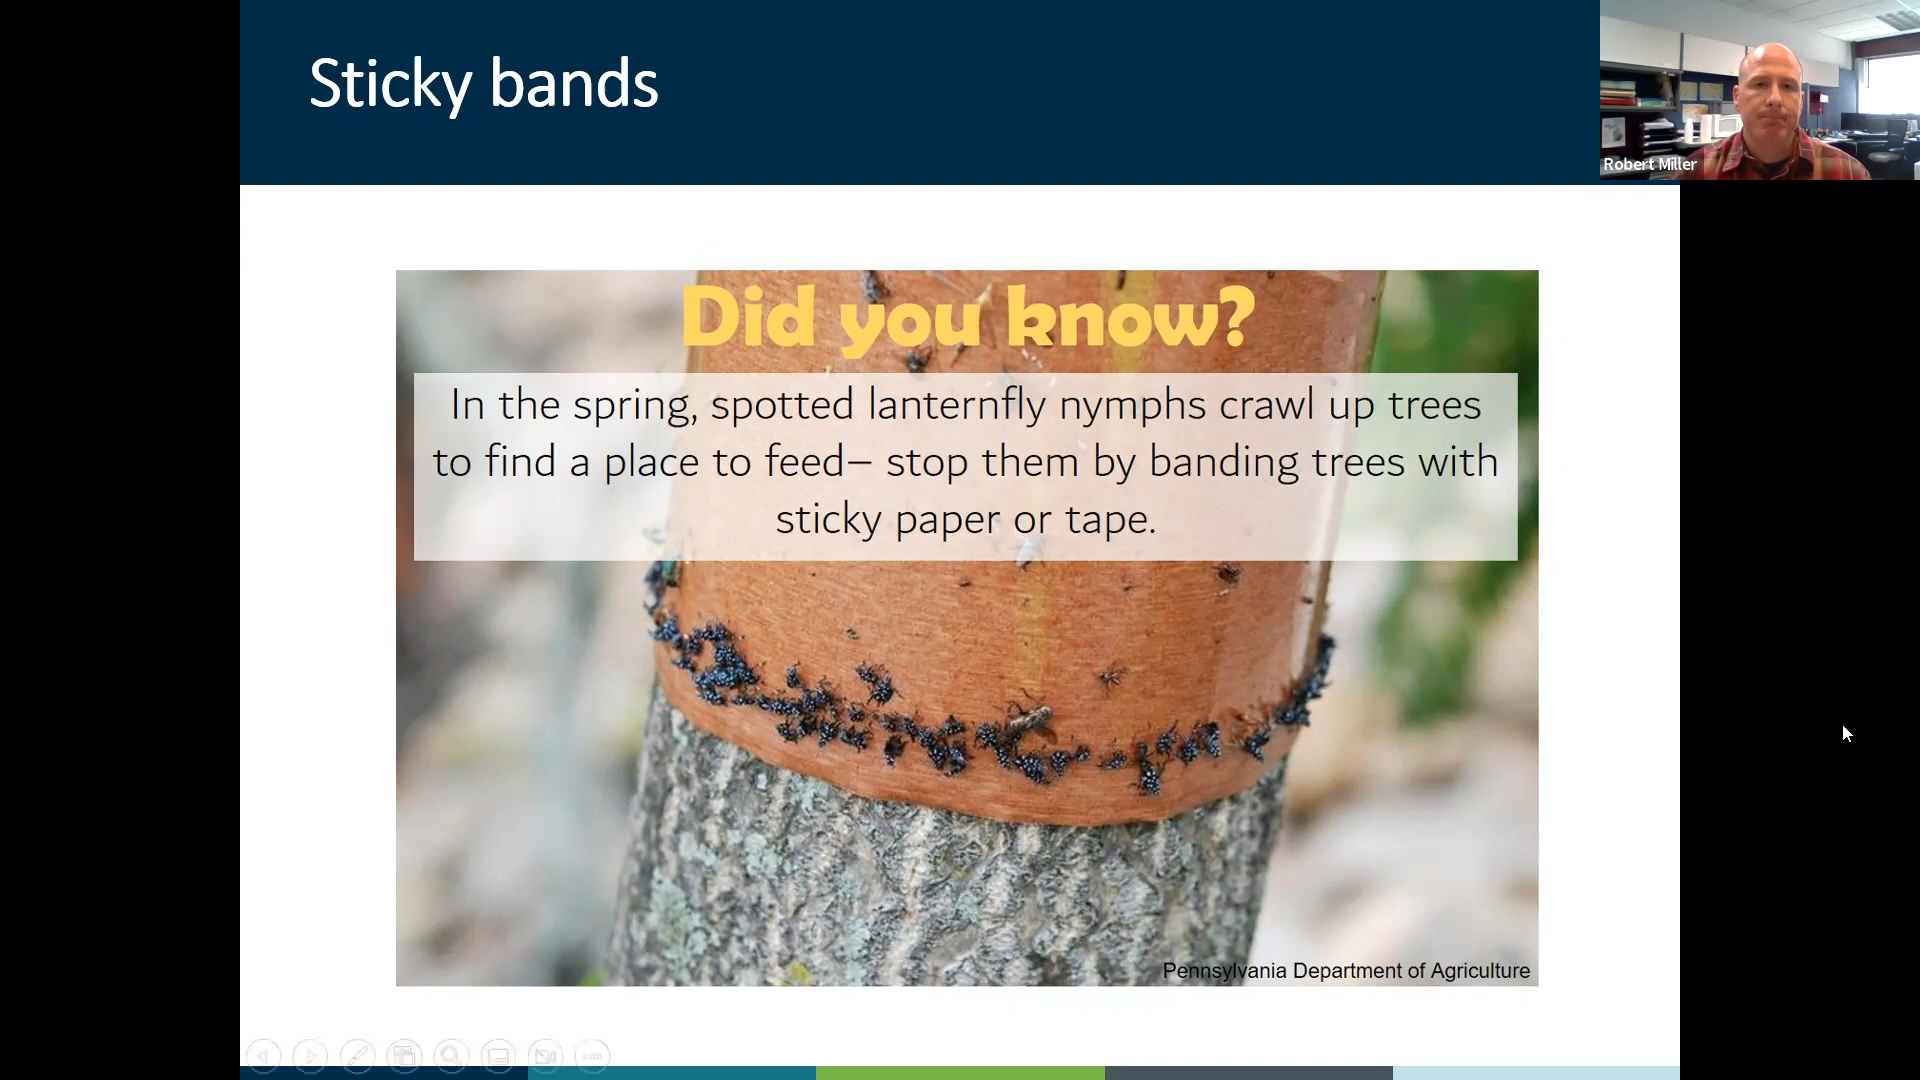 Sticky bands
Robert Miller
Did you know?
In the spring, spotted lanternfly nymphs crawl up trees
to find a place to feed– stop them by banding trees with
sticky paper or tape.
Pennsylvania Department of Agriculture